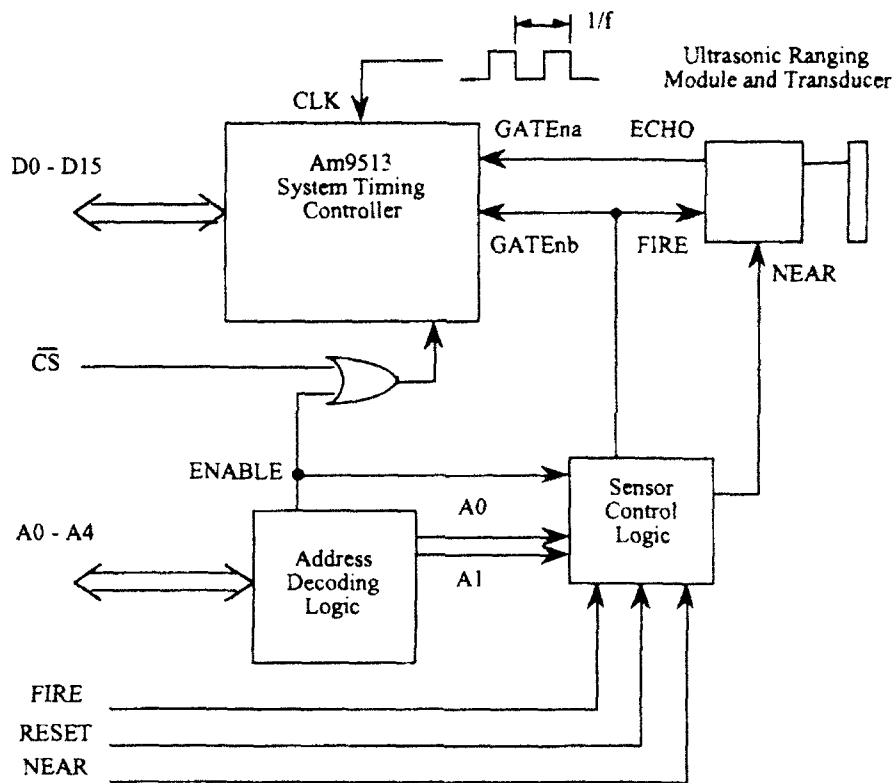 1/f
Ultrasonic Ranging
Module and Transducer
CLK
GATEna
ECHO
Am9513
System Timing
Controller
D0 - D15
GATEnb
FIRE
NEAR
CS
ENABLE
A0
Sensor
Control
Logic
A0 - A4
Address
Decoding
Logic
A1
FIRE
RESET
NEAR